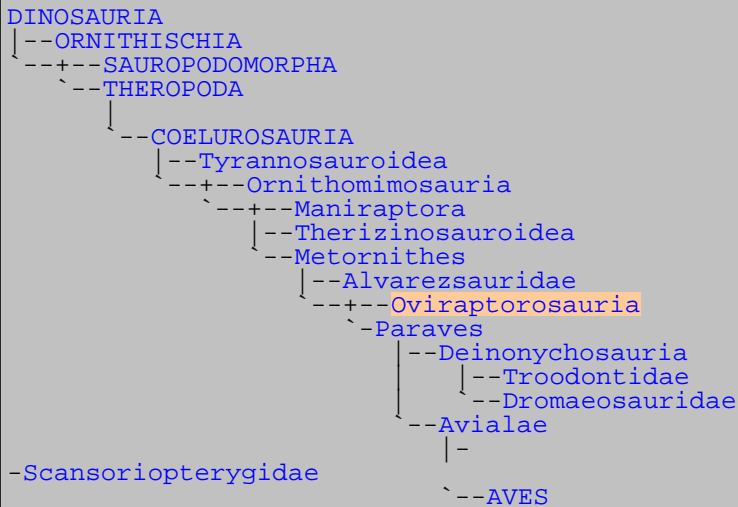 DINOSAURIA
|--ORNITHISCHIA
`--+--SAUROPODOMORPHA
   `--THEROPODA
      |
      `--COELUROSAURIA
         |--Tyrannosauroidea
         `--+--Ornithomimosauria
            `--+--Maniraptora
               |--Therizinosauroidea
               `--Metornithes
                  |--Alvarezsauridae
                  `--+--Oviraptorosauria
                     `-Paraves
                        |--Deinonychosauria
                        |   |--Troodontidae
                        |   `--Dromaeosauridae
                        `--Avialae
                           |-
-Scansoriopterygidae
                           `--AVES